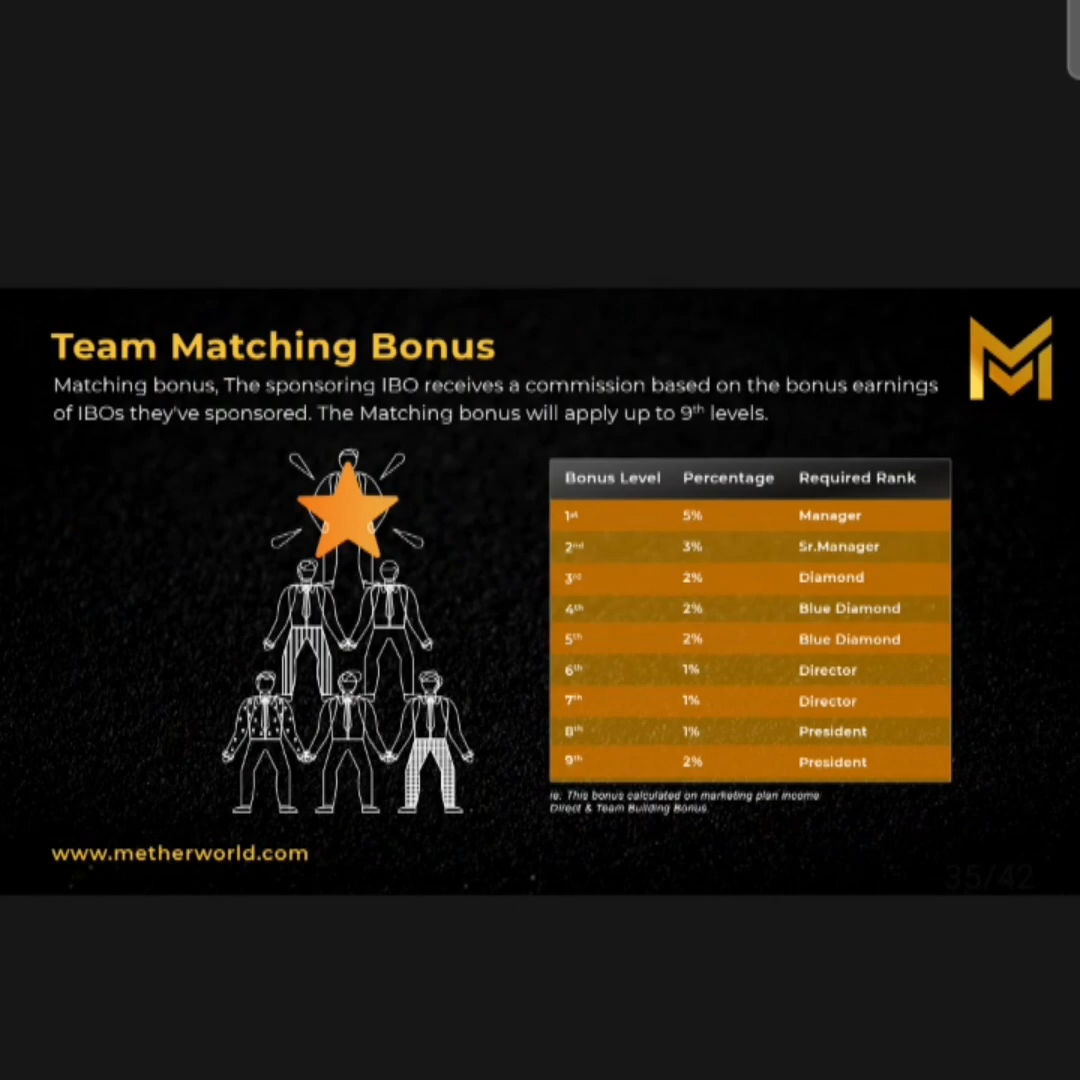 Team Matching Bonus
Matching bonus, The sponsoring IBO receives a commission based on the bonus earnings
of IBOs they've sponsored. The Matching bonus will apply up to 9th levels.
Bonus Level Percentage Required Rank
1st 5% Manager
2nd 3% Sr.Manager
3rd 2% Diamond
4th 2% Blue Diamond
5th 2% Blue Diamond
6th 1% Director
7th 1% Director
8th 1% President
9th 2% President
ie: This bonus calculated on marketing plan income
Direct & Team Building Bonus.
www.metherworld.com
35/42